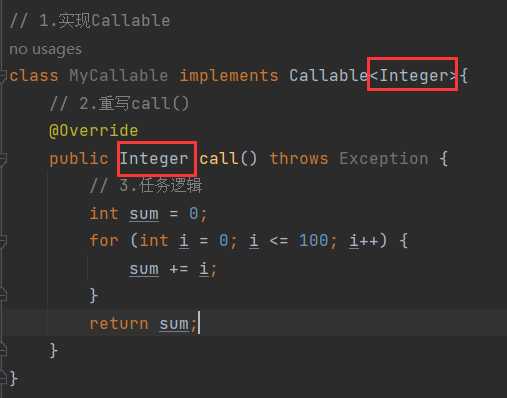 // 1.实现Callable
no usages
class MyCallable implements Callable<Integer>{
// 2.重写call()
@Override
public Integer call() throws Exception {
// 3.任务逻辑
int sum = 0;
for (int i = 0; i <= 100; i++) {
sum += i;
}
return sum;
}
}